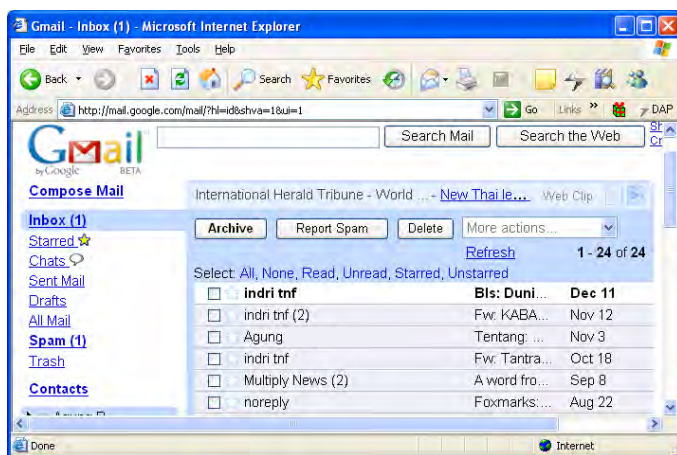 Gmail - Inbox (1) - Microsoft Internet Explorer
File Edit View Favorites Tools Help
Back Search Favorites
Address http://mail.google.com/mail/?hl=id&shva=1&ui=1 Go Links » DAP
Gmail by Google BETA
Search Mail Search the Web
Compose Mail
International Herald Tribune - World ... - New Thai le... Web Clip
Inbox (1)
Archive Report Spam Delete More actions...
Starred
Refresh 1 - 24 of 24
Chats
Select: All, None, Read, Unread, Starred, Unstarred
Sent Mail
indri tnf Bls: Duni... Dec 11
Drafts
indri tnf (2) Fw: KABA... Nov 12
All Mail
Agung Tentang: ... Nov 3
Spam (1)
indri tnf Fw: Tantra... Oct 18
Trash
Multiply News (2) A word fro... Sep 8
Contacts
noreply Foxmarks:... Aug 22
Done Internet